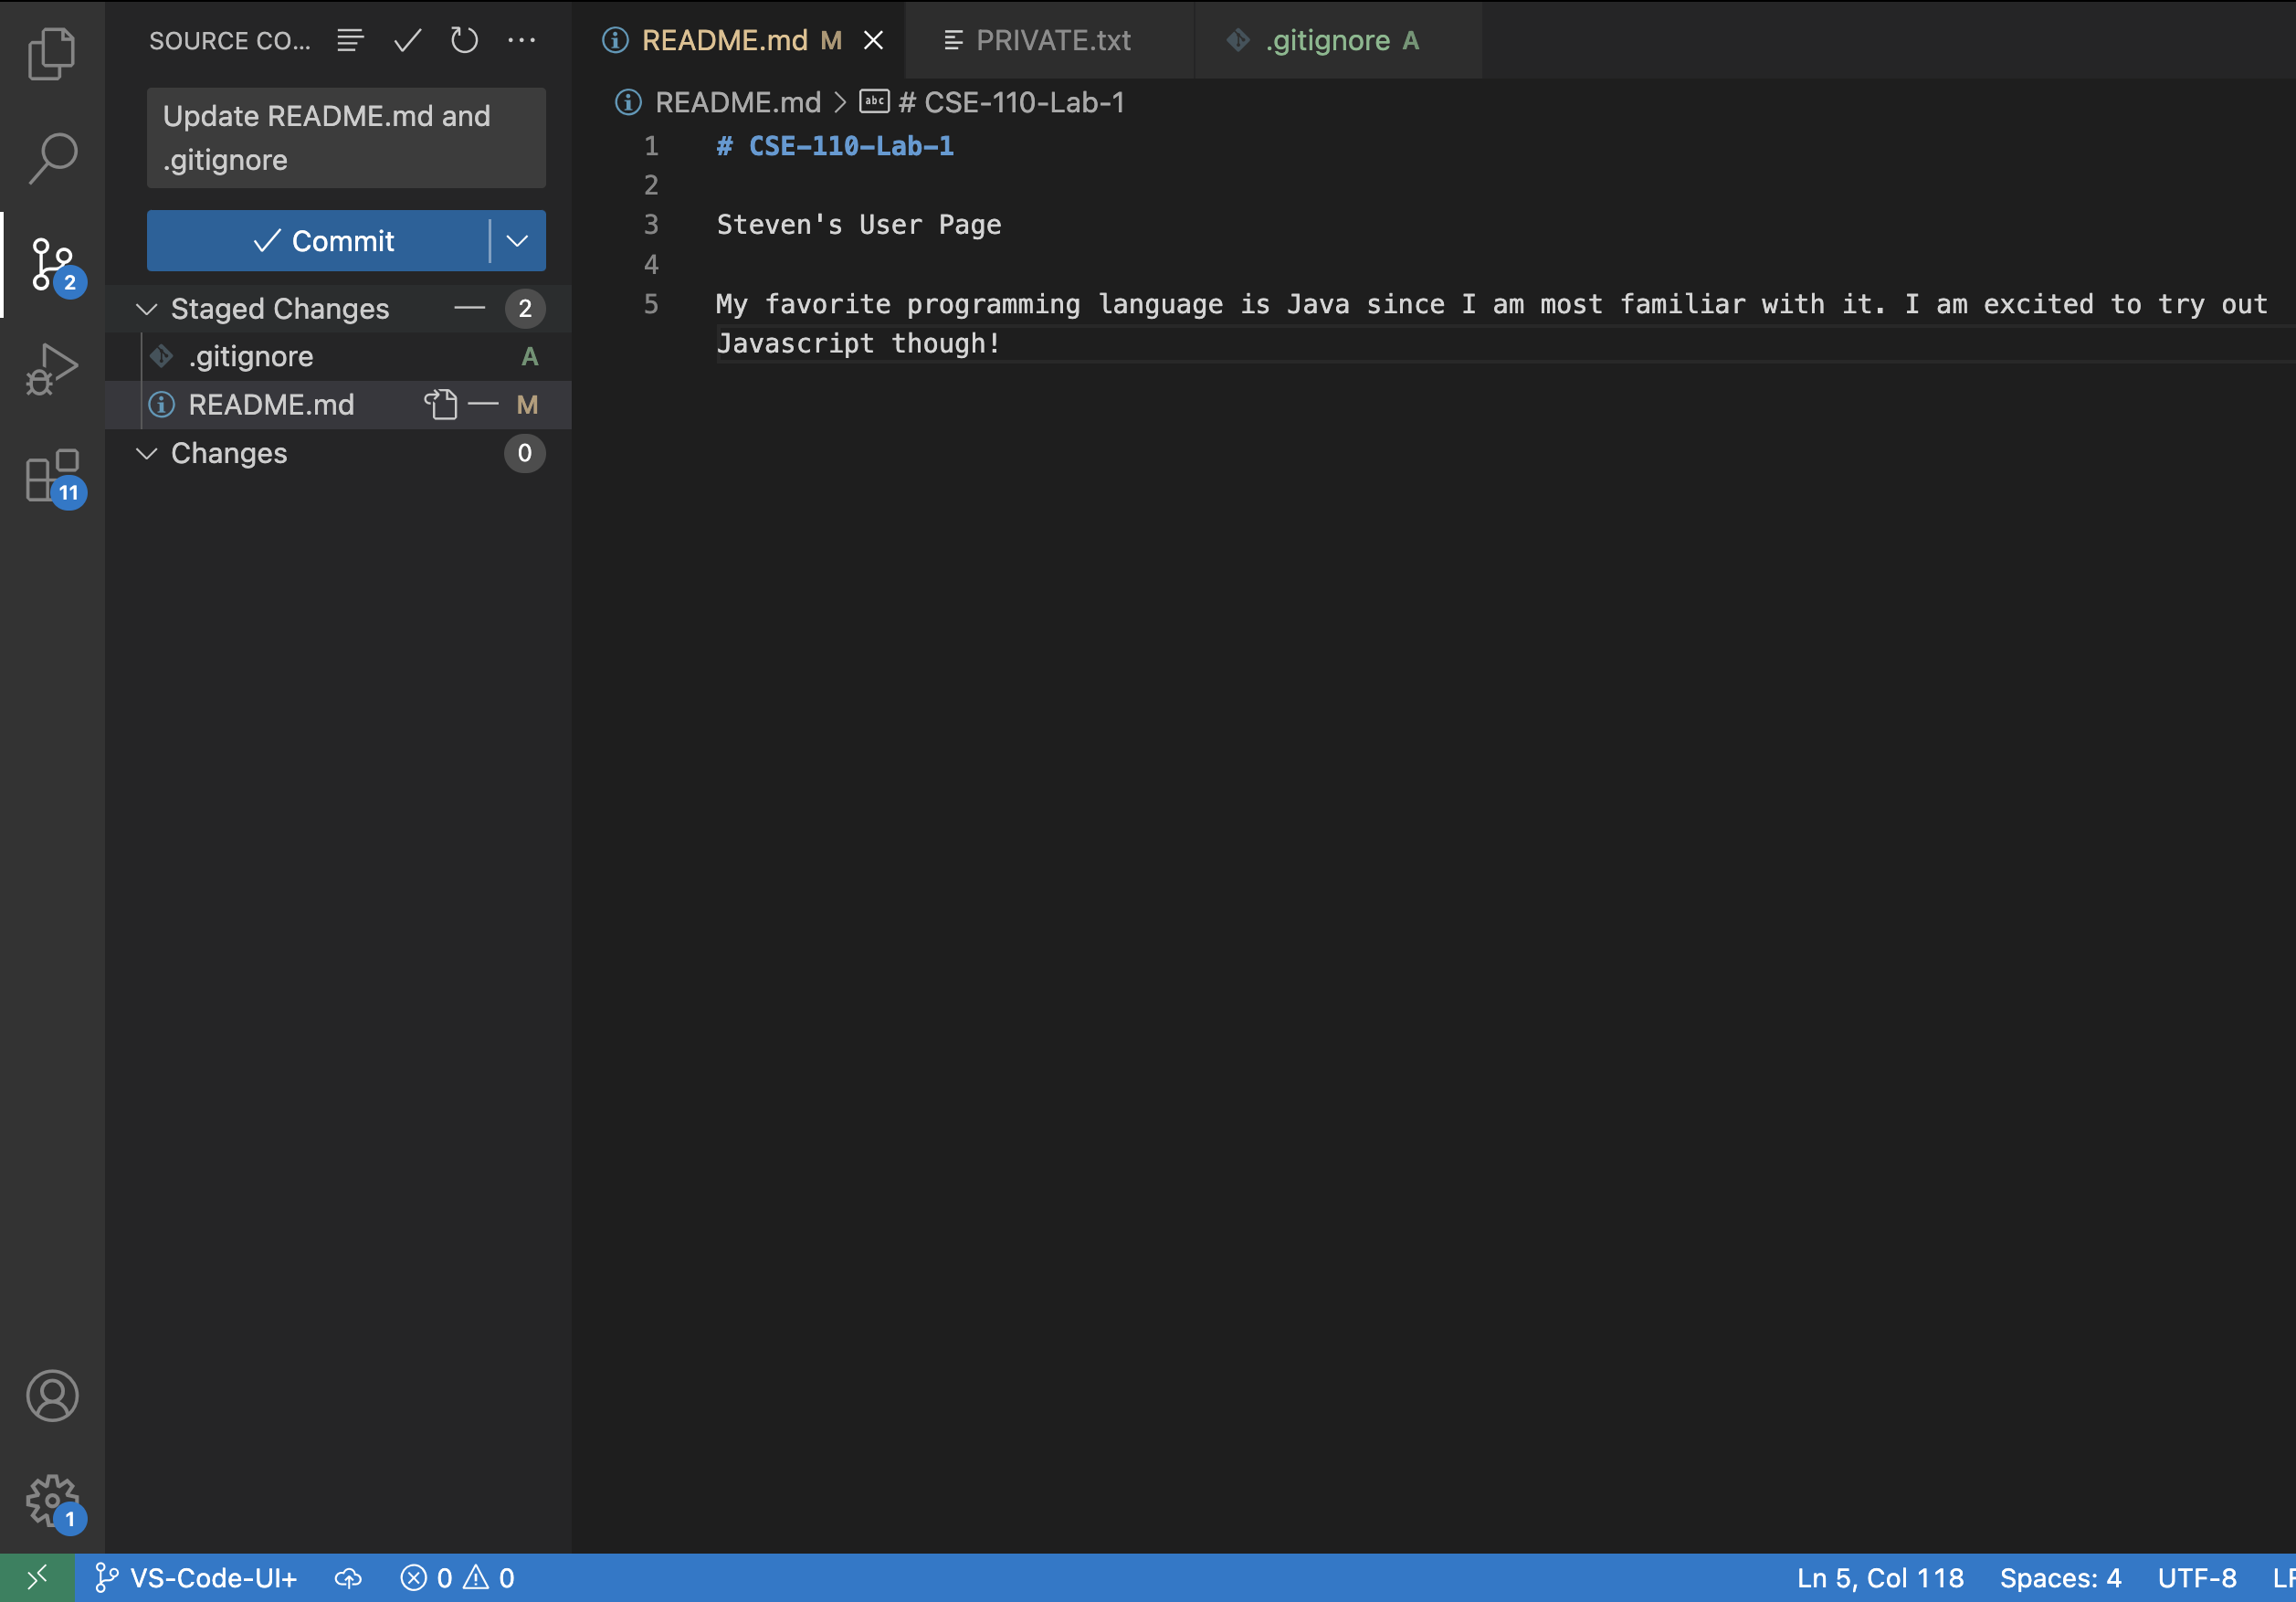 SOURCE CO...
Update README.md and
.gitignore
Commit
Staged Changes 2
.gitignore A
README.md M
Changes 0
2
11
1
README.md M
PRIVATE.txt
.gitignore A
README.md > abc # CSE-110-Lab-1
1 # CSE-110-Lab-1
2
3 Steven's User Page
4
5 My favorite programming language is Java since I am most familiar with it. I am excited to try out
Javascript though!
VS-Code-UI+ 0 0 Ln 5, Col 118 Spaces: 4 UTF-8 LF